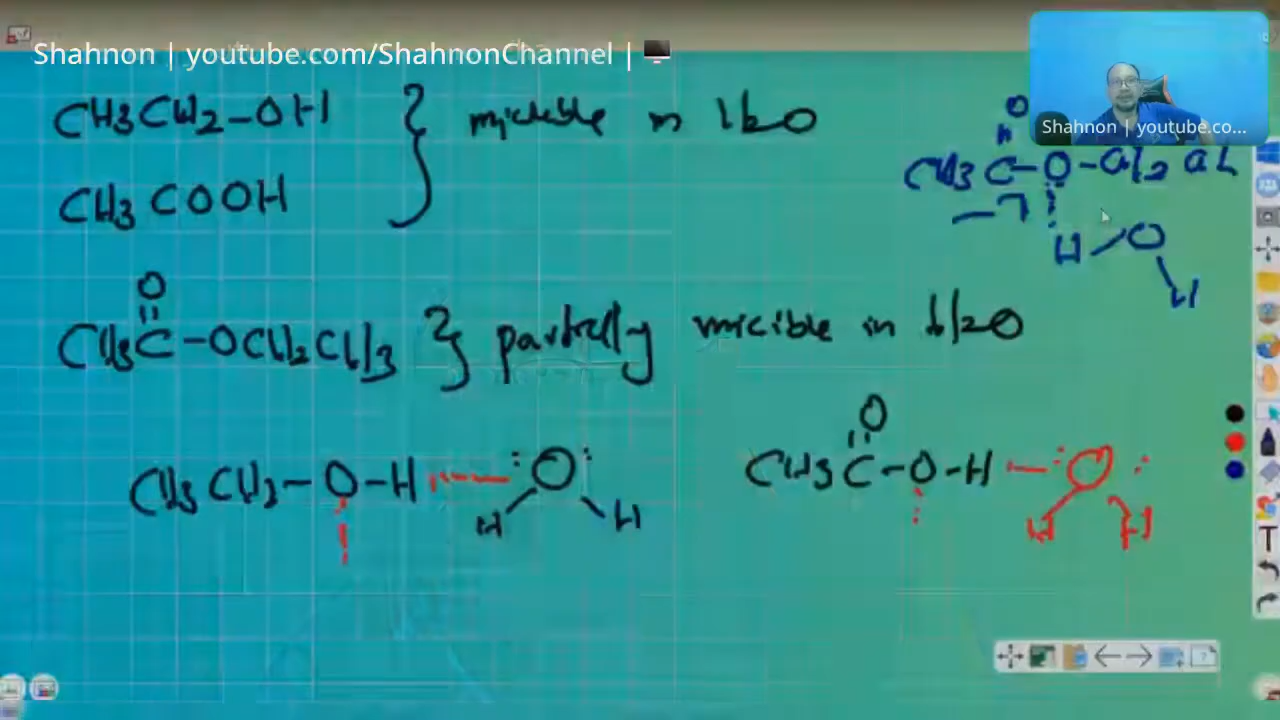 Shahnon | youtube.com/ShahnonChannel |
Shahnon | youtube.co...
CH3CH2-OH } miscible in H2O
CH3COOH
O
CH3C-O-CH2CH3
H O
H
O
CH3C-OCH2CH3 } partially micible in H2O
CH3CH2-O-H :O:
H H
O
CH3C-O-H :O:
H H
T